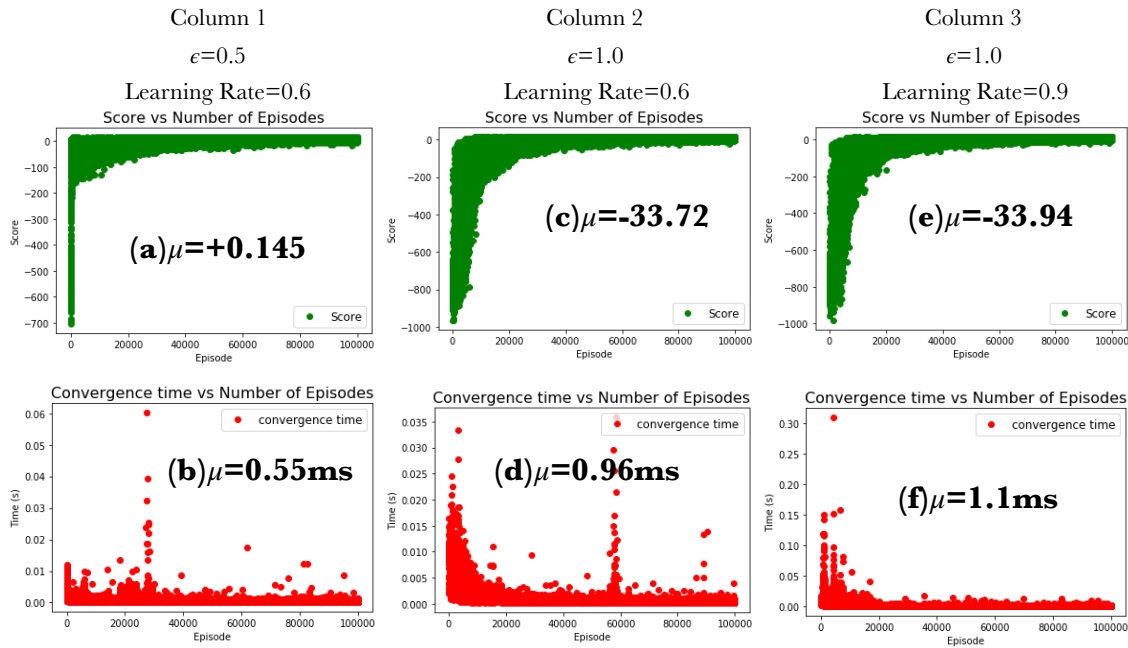 Column 1
ϵ=0.5
Learning Rate=0.6
Column 2
ϵ=1.0
Learning Rate=0.6
Column 3
ϵ=1.0
Learning Rate=0.9
Score vs Number of Episodes
0
−100
−200
−300
−400
−500
−600
−700
Score
(a)μ=+0.145
Score
0 20000 40000 60000 80000 100000
Episode
Score vs Number of Episodes
0
−200
−400
−600
−800
−1000
Score
(c)μ=-33.72
Score
0 20000 40000 60000 80000 100000
Episode
Score vs Number of Episodes
0
−200
−400
−600
−800
−1000
Score
(e)μ=-33.94
Score
0 20000 40000 60000 80000 100000
Episode
Convergence time vs Number of Episodes
0.06
0.05
0.04
0.03
0.02
0.01
0.00
Time (s)
convergence time
(b)μ=0.55ms
0 20000 40000 60000 80000 100000
Episode
Convergence time vs Number of Episodes
0.035
0.030
0.025
0.020
0.015
0.010
0.005
0.000
Time (s)
convergence time
(d)μ=0.96ms
0 20000 40000 60000 80000 100000
Episode
Convergence time vs Number of Episodes
0.30
0.25
0.20
0.15
0.10
0.05
0.00
Time (s)
convergence time
(f)μ=1.1ms
0 20000 40000 60000 80000 100000
Episode